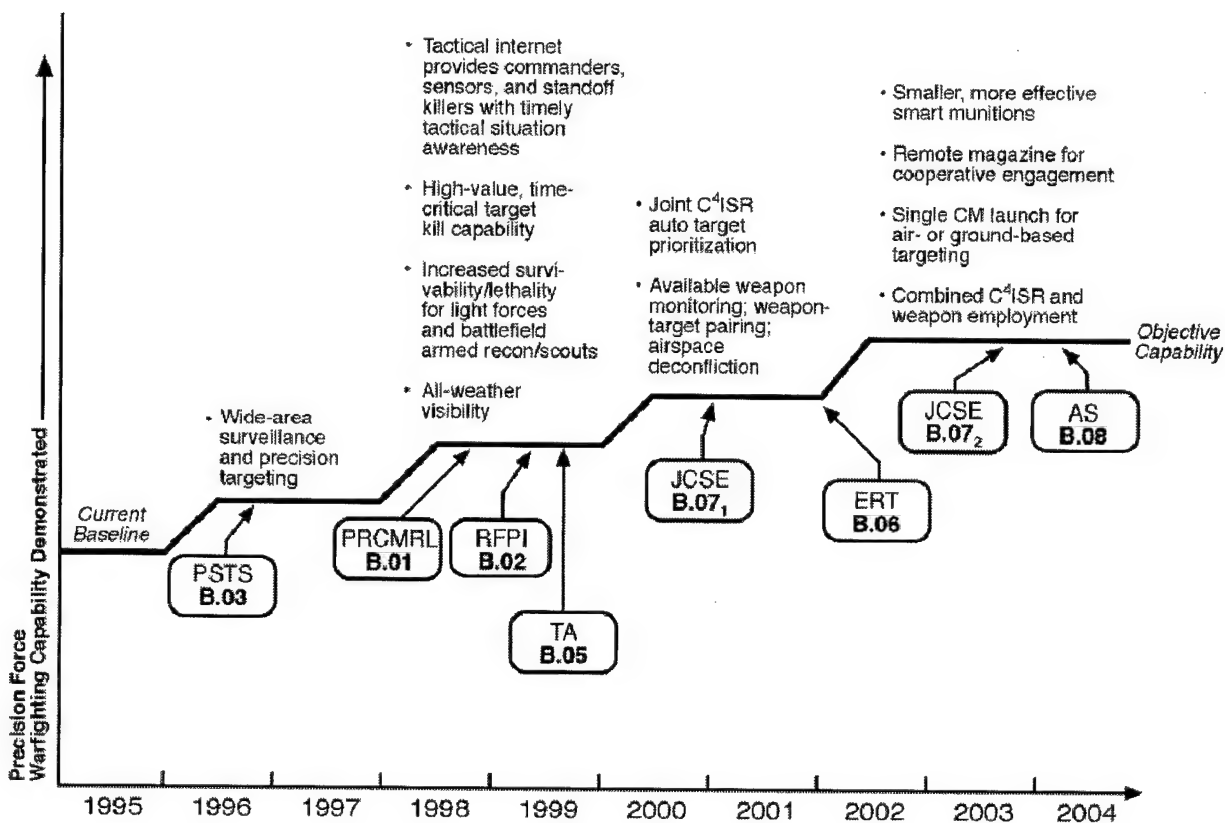 Precision Force
Warfighting Capability Demonstrated
Current
Baseline
• Wide-area
surveillance
and precision
targeting
PSTS
B.03
• Tactical internet
provides commanders,
sensors, and standoff
killers with timely
tactical situation
awareness
• High-value, time-
critical target
kill capability
• Increased survi-
vability/lethality
for light forces
and battlefield
armed recon/scouts
• All-weather
visibility
PRCMRL
B.01
RFPI
B.02
TA
B.05
• Joint C⁴ISR
auto target
prioritization
• Available weapon
monitoring; weapon-
target pairing;
airspace
deconfliction
JCSE
B.07₁
ERT
B.06
• Smaller, more effective
smart munitions
• Remote magazine for
cooperative engagement
• Single CM launch for
air- or ground-based
targeting
• Combined C⁴ISR and
weapon employment
Objective
Capability
JCSE
B.07₂
AS
B.08
1995 1996 1997 1998 1999 2000 2001 2002 2003 2004